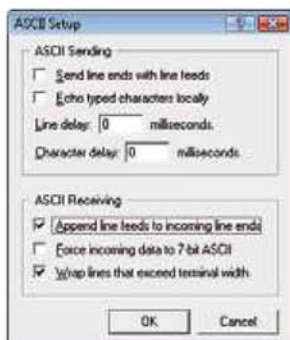 ASCII Setup
ASCII Sending
Send line ends with line feeds
Echo typed characters locally
Line delay: 0 milliseconds.
Character delay: 0 milliseconds.
ASCII Receiving
Append line feeds to incoming line ends
Force incoming data to 7-bit ASCII
Wrap lines that exceed terminal width
OK Cancel